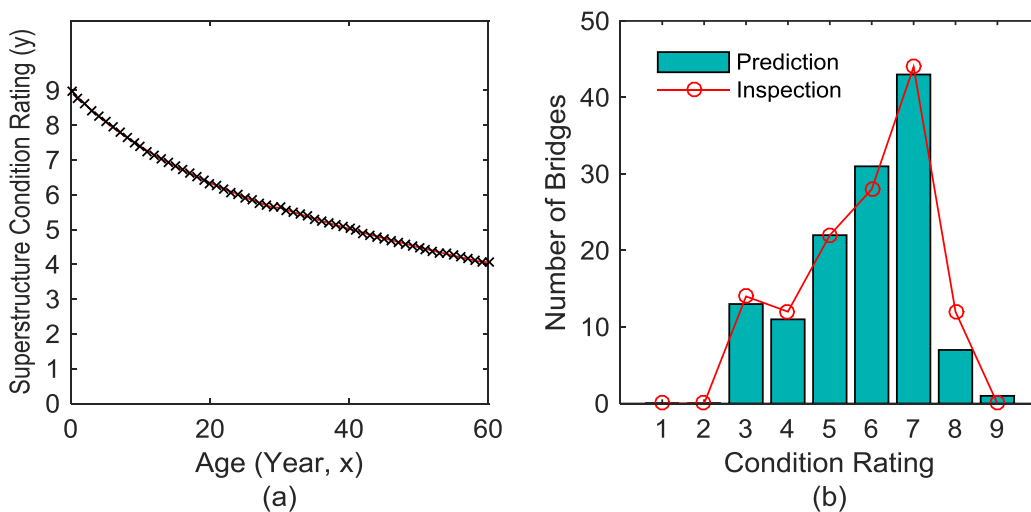 Superstructure Condition Rating (y)
9
8
7
6
5
4
3
2
1
0
0 20 40 60
Age (Year, x)
(a)
Number of Bridges
50
40
30
20
10
0
Prediction
Inspection
1 2 3 4 5 6 7 8 9
Condition Rating
(b)